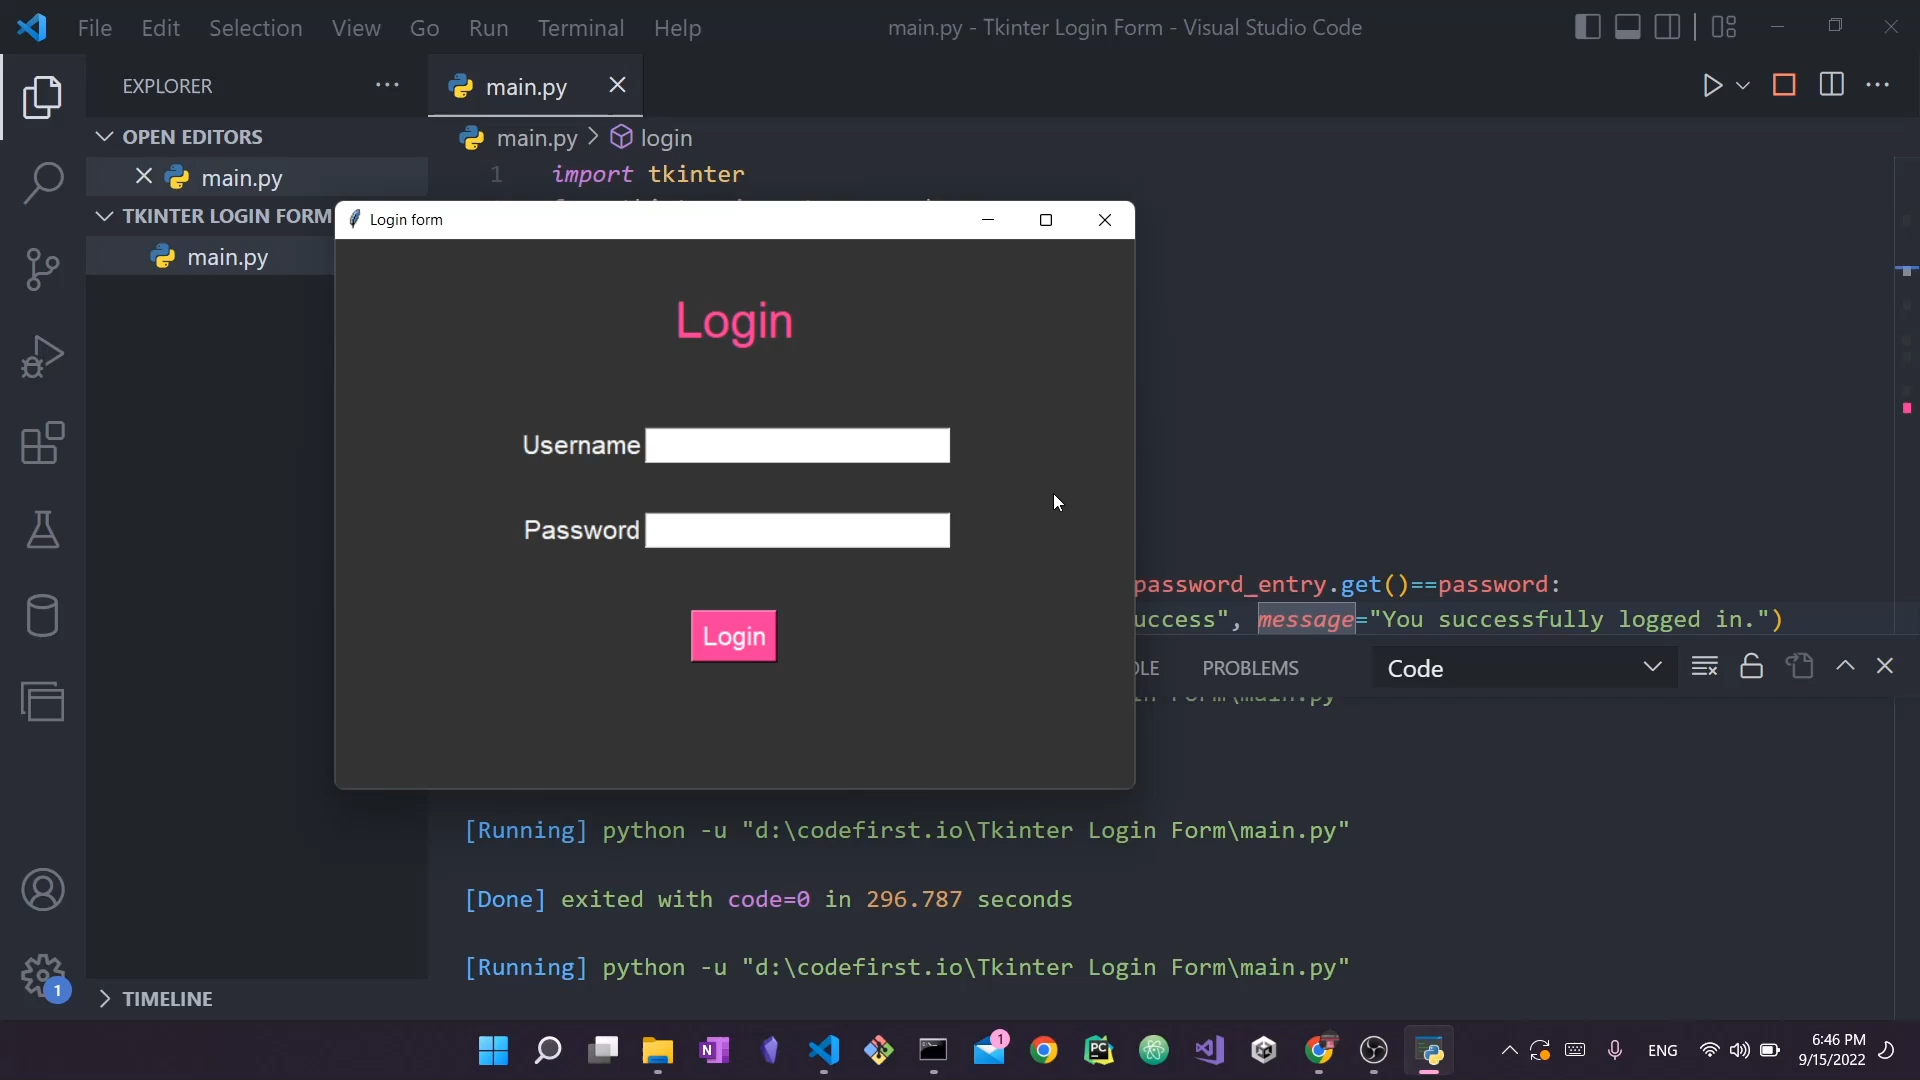 File Edit Selection View Go Run Terminal Help
main.py - Tkinter Login Form - Visual Studio Code
EXPLORER
main.py
OPEN EDITORS
main.py > login
main.py
1 import tkinter
TKINTER LOGIN FORM
main.py
Login form
Login
Username
Password
Login
password_entry.get()==password:
uccess", message="You successfully logged in.")
PROBLEMS
Code
[Running] python -u "d:\codefirst.io\Tkinter Login Form\main.py"
[Done] exited with code=0 in 296.787 seconds
[Running] python -u "d:\codefirst.io\Tkinter Login Form\main.py"
1
TIMELINE
N
1
PC
ENG
6:46 PM
9/15/2022